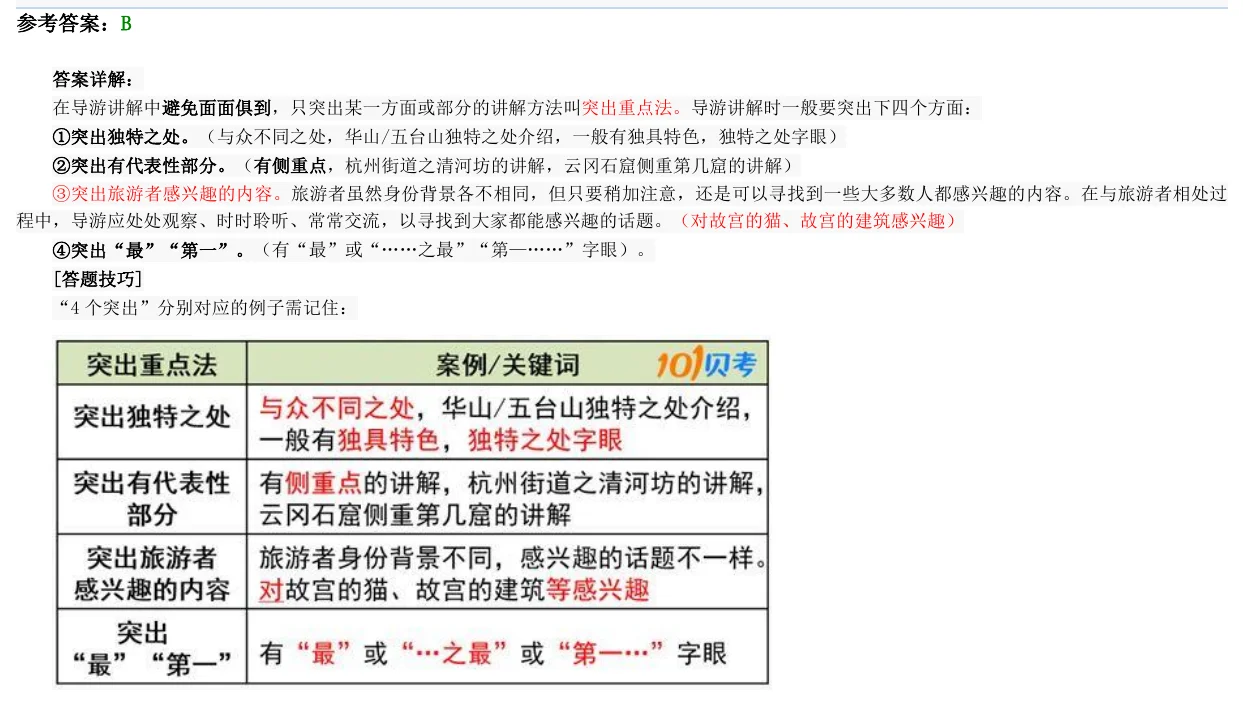 参考答案：B
答案详解：
在导游讲解中避免面面俱到，只突出某一方面或部分的讲解方法叫突出重点法。导游讲解时一般要突出下四个方面：
①突出独特之处。（与众不同之处，华山/五台山独特之处介绍，一般有独具特色，独特之处字眼）
②突出有代表性部分。（有侧重点，杭州街道之清河坊的讲解，云冈石窟侧重第几窟的讲解）
③突出旅游者感兴趣的内容。旅游者虽然身份背景各不相同，但只要稍加注意，还是可以寻找到一些大多数人都感兴趣的内容。在与旅游者相处过
程中，导游应处处观察、时时聆听、常常交流，以寻找到大家都能感兴趣的话题。（对故宫的猫、故宫的建筑感兴趣）
④突出“最”“第一”。（有“最”或“……之最”“第一……”字眼）。
[答题技巧]
“4 个突出”分别对应的例子需记住：
突出重点法 案例/关键词 101贝考
突出独特之处 与众不同之处，华山/五台山独特之处介绍，
一般有独具特色，独特之处字眼
突出有代表性 有侧重点的讲解，杭州街道之清河坊的讲解，
部分 云冈石窟侧重第几窟的讲解
突出旅游者 旅游者身份背景不同，感兴趣的话题不一样。
感兴趣的内容 对故宫的猫、故宫的建筑等感兴趣
突出
“最” “第一” 有“最”或“…之最”或“第一…”字眼